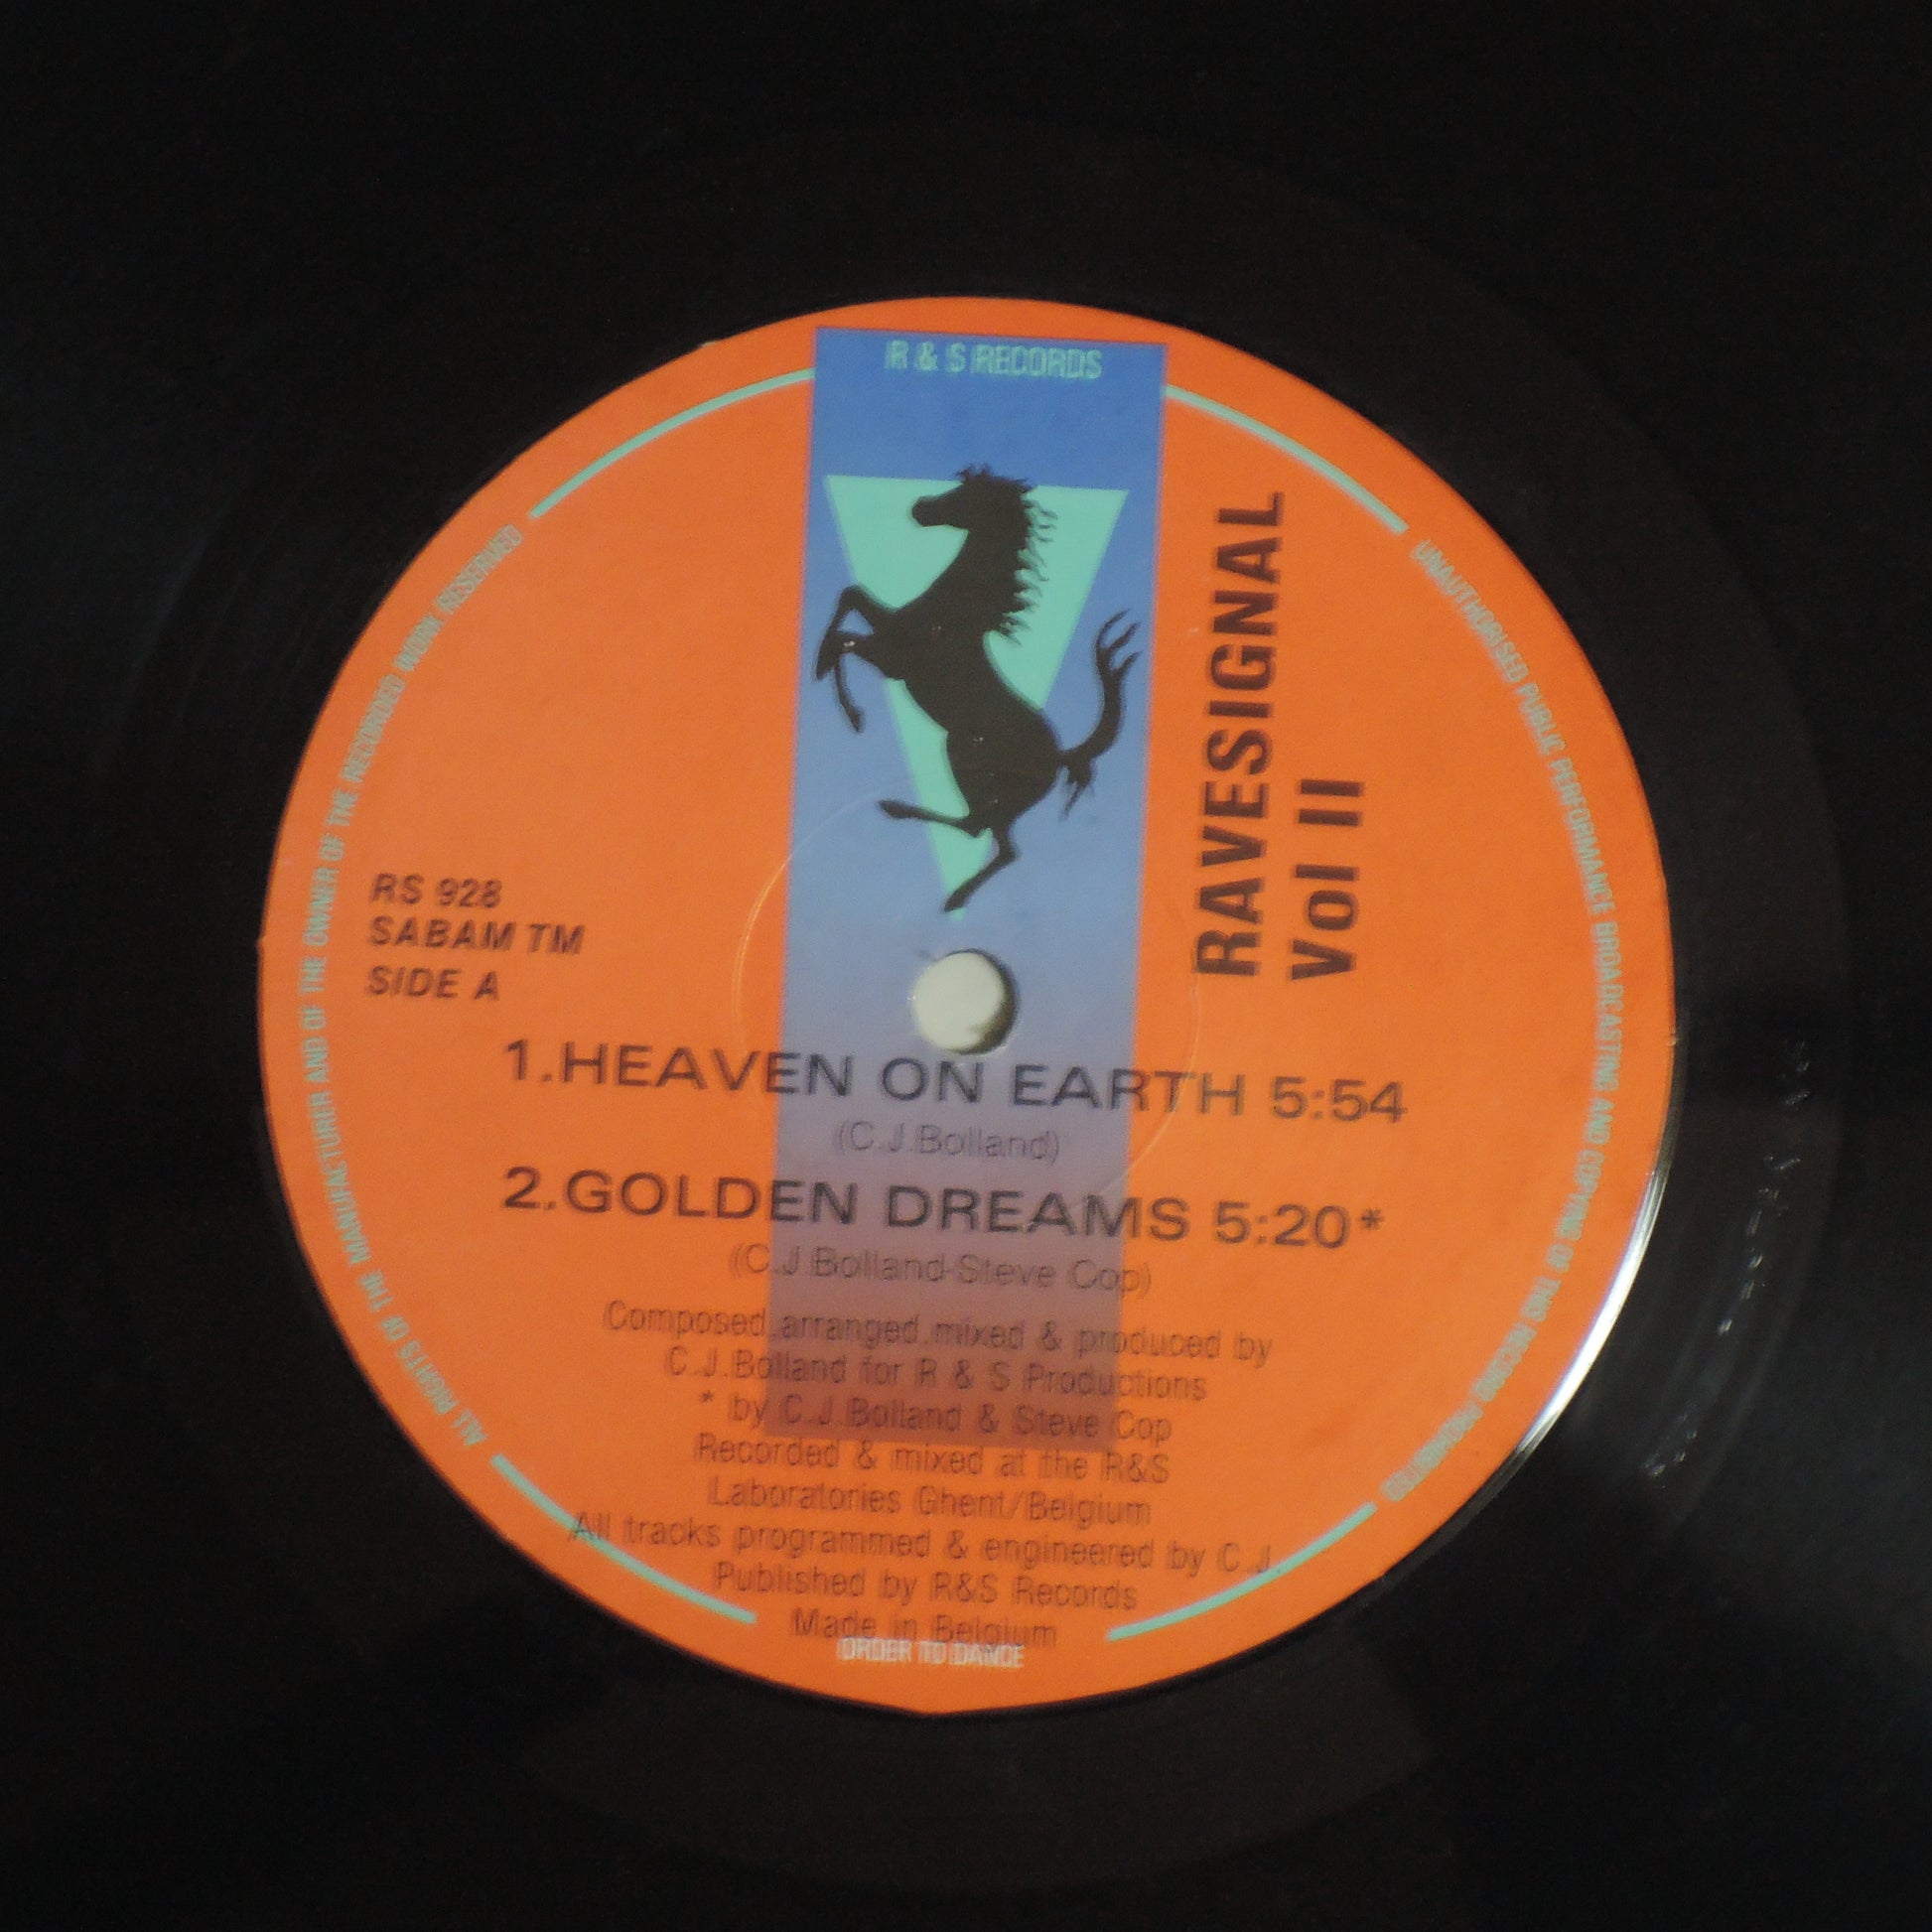 R & S RECORDS
RAVESIGNAL
Vol II
RS 928
SABAM TM
SIDE A
1.HEAVEN ON EARTH 5:54
(C.J.Bolland)
2.GOLDEN DREAMS 5:20*
(C.J.Bolland-Steve Cop)
Composed,arranged,mixed & produced by
C.J.Bolland for R & S Productions
* by C.J.Bolland & Steve Cop
Recorded & mixed at the R&S
Laboratories Ghent/Belgium
All tracks programmed & engineered by C.J.
Published by R&S Records
Made in Belgium
ORDER TO DANCE
ALL RIGHTS OF THE MANUFACTURER AND OF THE OWNER OF THE RECORDED WORK RESERVED
UNAUTHORISED PUBLIC PERFORMANCE BROADCASTING AND COPYING OF THIS RECORD PROHIBITED